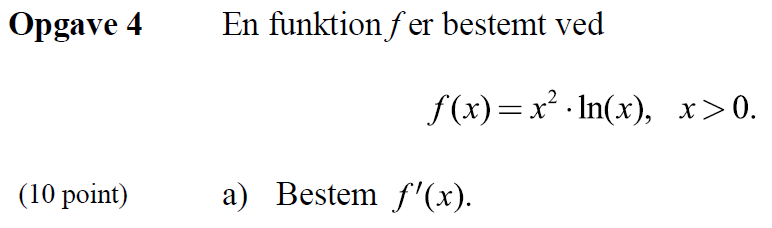 Opgave 4 En funktion f er bestemt ved
f(x) = x² · ln(x), x > 0.
(10 point) a) Bestem f'(x).